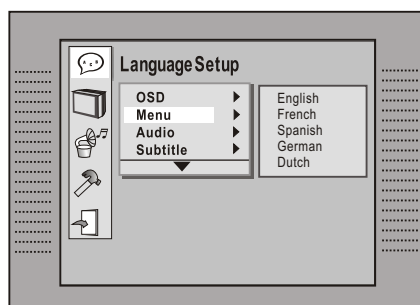 Language Setup
OSD
Menu
Audio
Subtitle
English
French
Spanish
German
Dutch